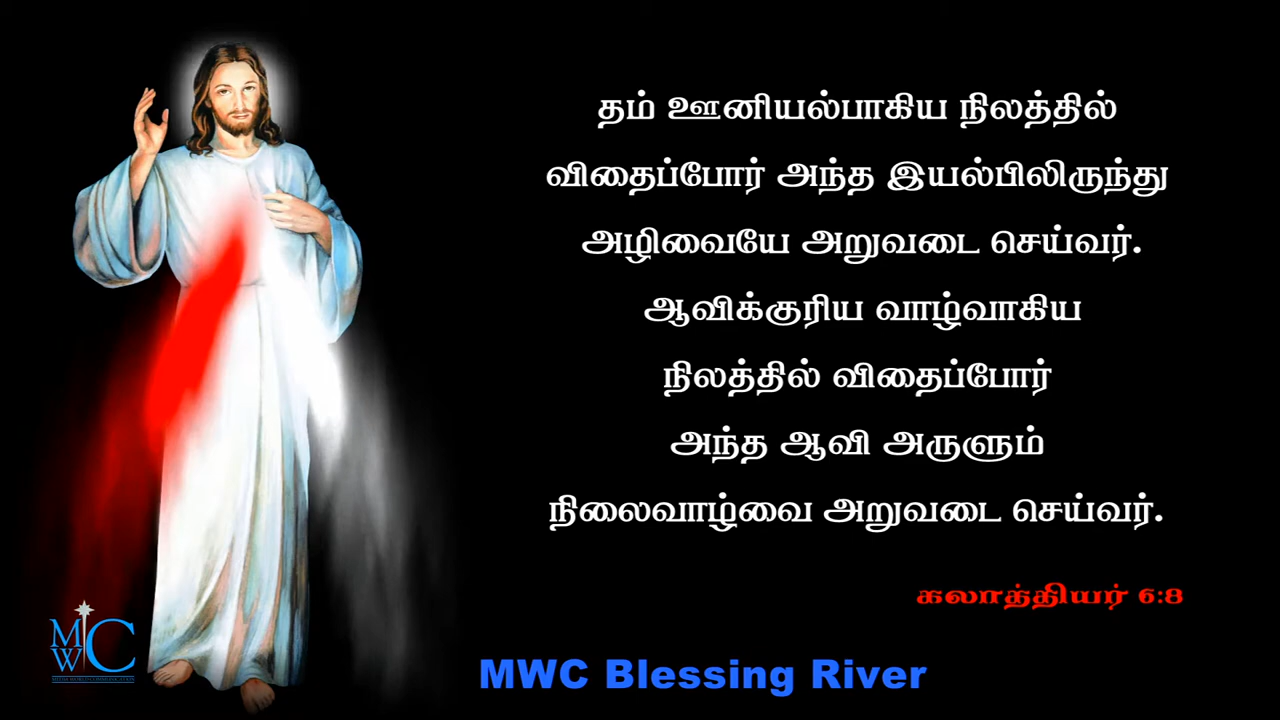 தம் ஊனியல்பாகிய நிலத்தில்
விதைப்போர் அந்த இயல்பிலிருந்து
அழிவையே அறுவடை செய்வர்.
ஆவிக்குரிய வாழ்வாகிய
நிலத்தில் விதைப்போர்
அந்த ஆவி அருளும்
நிலைவாழ்வை அறுவடை செய்வர்.
கலாத்தியர் 6:8
MWC
MWC Blessing River